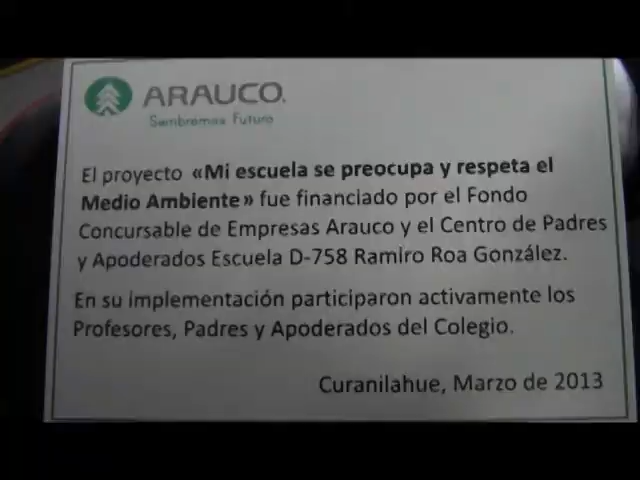 ARAUCO.
Sembremos Futuro
El proyecto «Mi escuela se preocupa y respeta el
Medio Ambiente» fue financiado por el Fondo
Concursable de Empresas Arauco y el Centro de Padres
y Apoderados Escuela D-758 Ramiro Roa González.
En su implementación participaron activamente los
Profesores, Padres y Apoderados del Colegio.
Curanilahue, Marzo de 2013